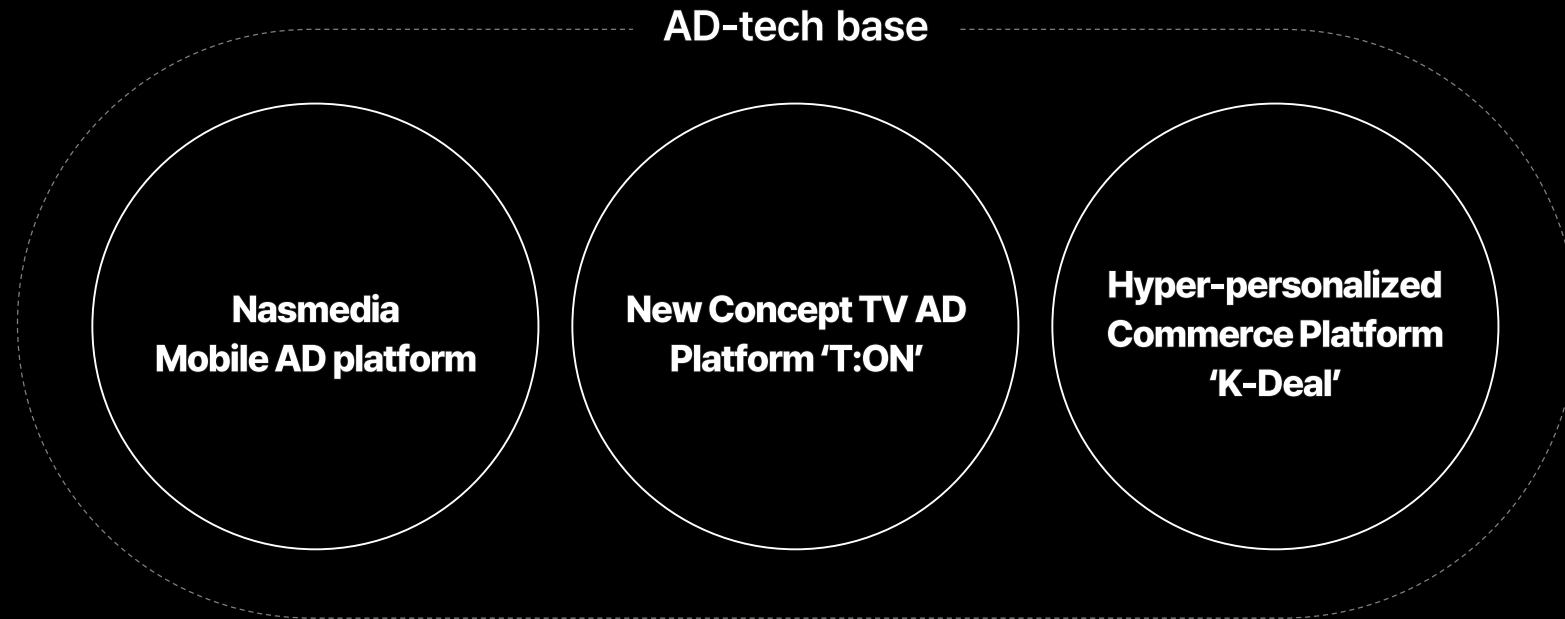 AD-tech base
Nasmedia
Mobile AD platform
New Concept TV AD
Platform ‘T:ON’
Hyper-personalized
Commerce Platform
‘K-Deal’